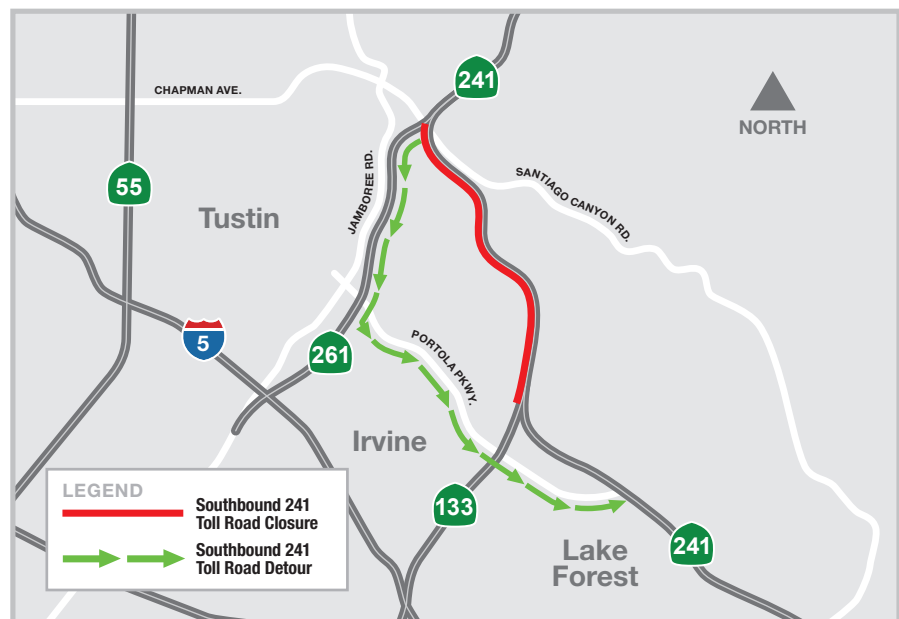 241
CHAPMAN AVE.
NORTH
55
JAMBOREE RD.
SANTIAGO CANYON RD.
Tustin
5
261
PORTOLA PKWY.
Irvine
133
241
Lake
Forest
LEGEND
Southbound 241
Toll Road Closure
Southbound 241
Toll Road Detour